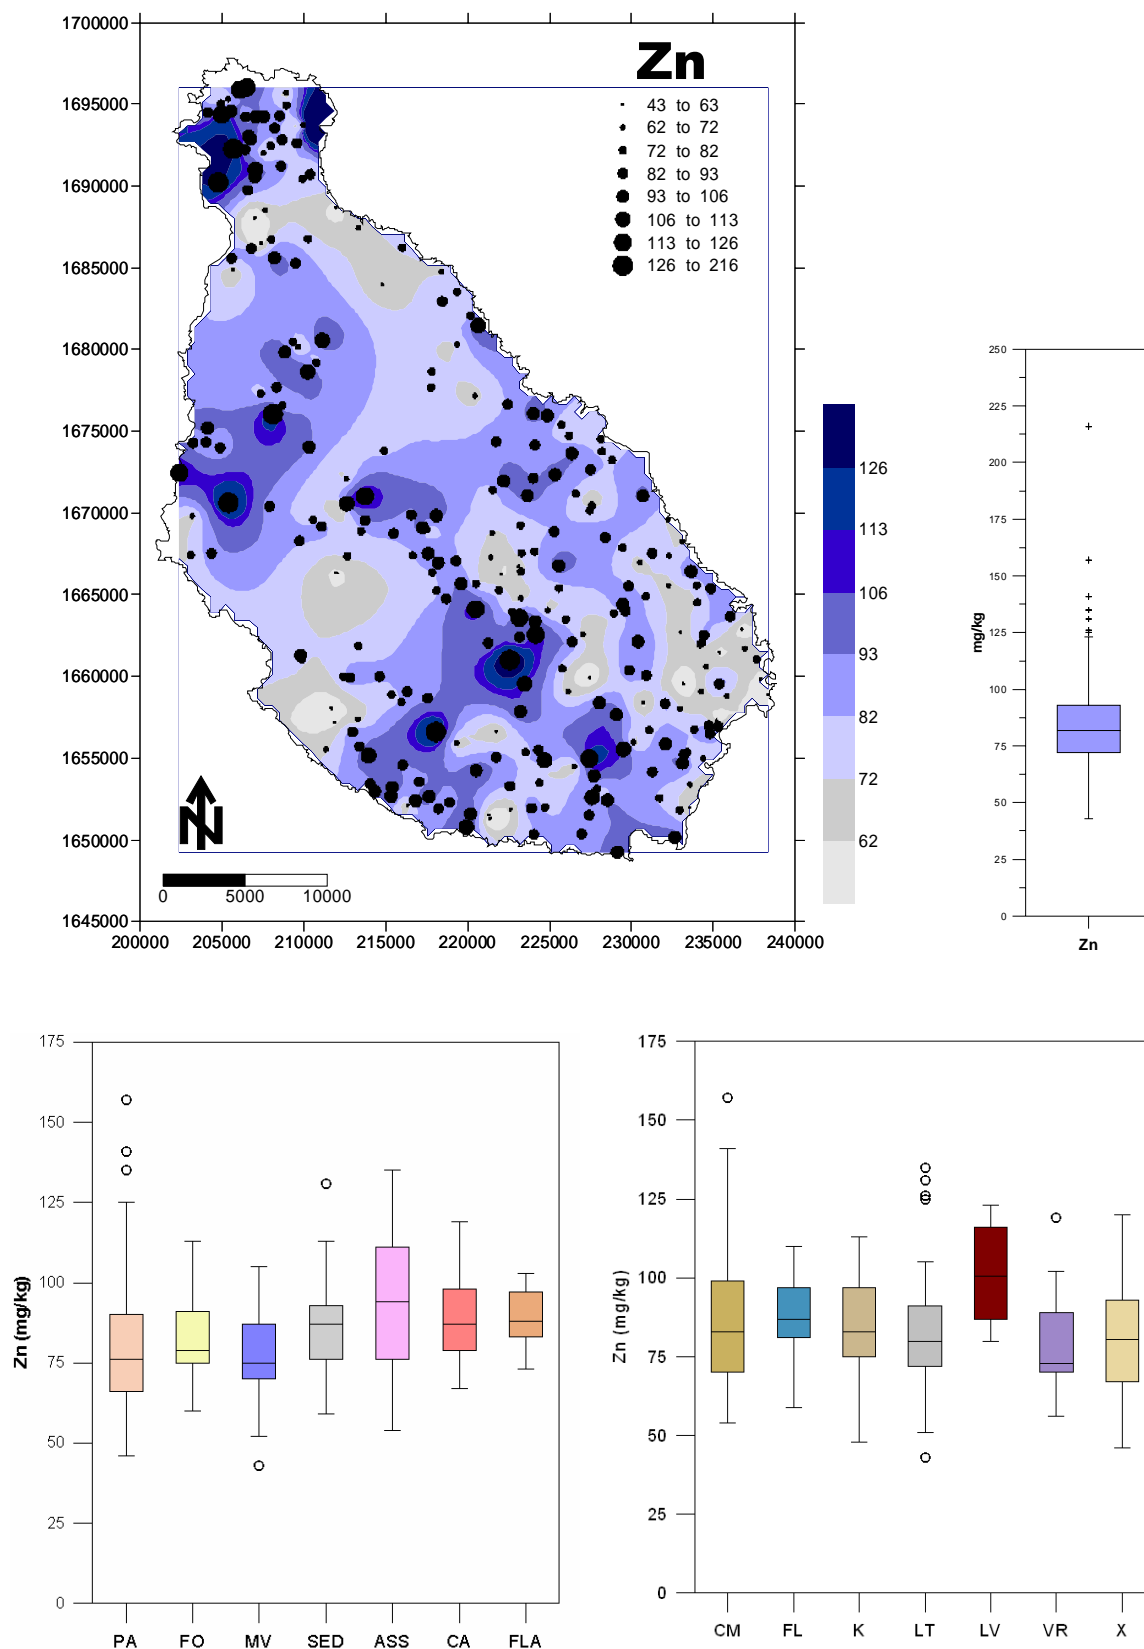 Zn
43 to 63
62 to 72
72 to 82
82 to 93
93 to 106
106 to 113
113 to 126
126 to 216
1700000
1695000
1690000
1685000
1680000
1675000
1670000
1665000
1660000
1655000
1650000
1645000
200000 205000 210000 215000 220000 225000 230000 235000 240000
N
0 5000 10000
126
113
106
93
82
72
62
250
225
200
175
150
125
100
75
50
25
0
mg/kg
Zn
175
150
125
100
75
50
25
0
Zn (mg/kg)
PA FO MV SED ASS CA FLA
175
150
125
100
75
50
25
0
Zn (mg/kg)
CM FL K LT LV VR X